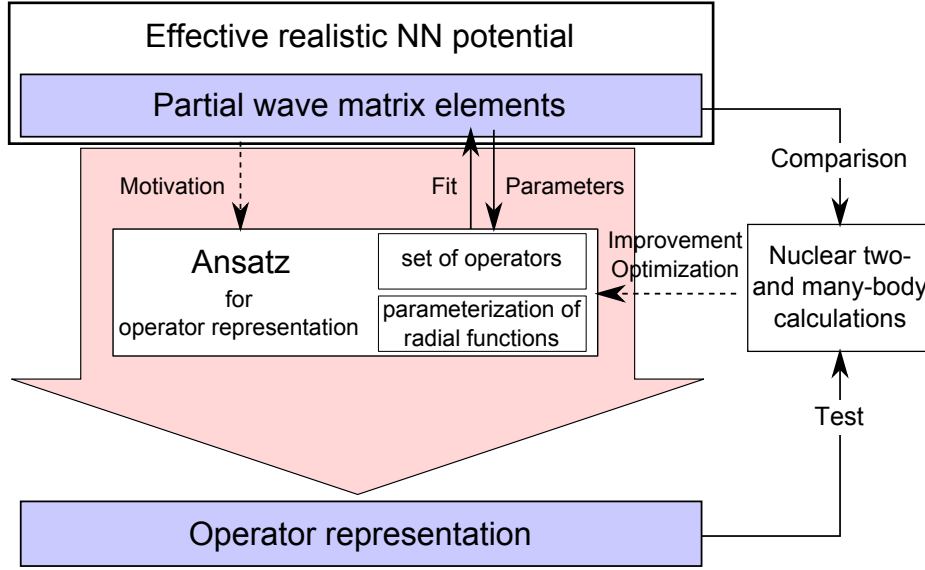 Effective realistic NN potential
Partial wave matrix elements
Motivation
Fit
Parameters
Comparison
Ansatz
for
operator representation
set of operators
parameterization of
radial functions
Improvement
Optimization
Nuclear two-
and many-body
calculations
Test
Operator representation